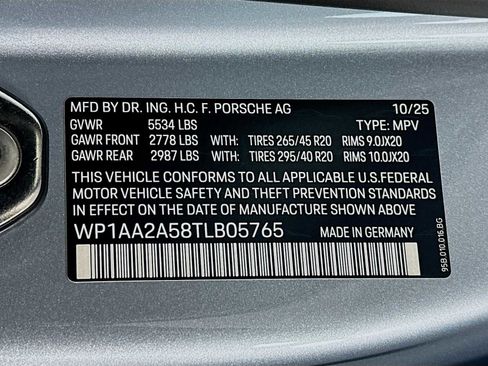 MFD BY DR. ING. H.C. F. PORSCHE AG 10/25
GVWR 5534 LBS TYPE: MPV
GAWR FRONT 2778 LBS WITH: TIRES 265/45 R20 RIMS 9.0JX20
GAWR REAR 2987 LBS WITH: TIRES 295/40 R20 RIMS 10.0JX20
THIS VEHICLE CONFORMS TO ALL APPLICABLE U.S.FEDERAL
MOTOR VEHICLE SAFETY AND THEFT PREVENTION STANDARDS
IN EFFECT ON THE DATE OF MANUFACTURE SHOWN ABOVE
WP1AA2A58TLB05765 MADE IN GERMANY
95B.010.016.BG